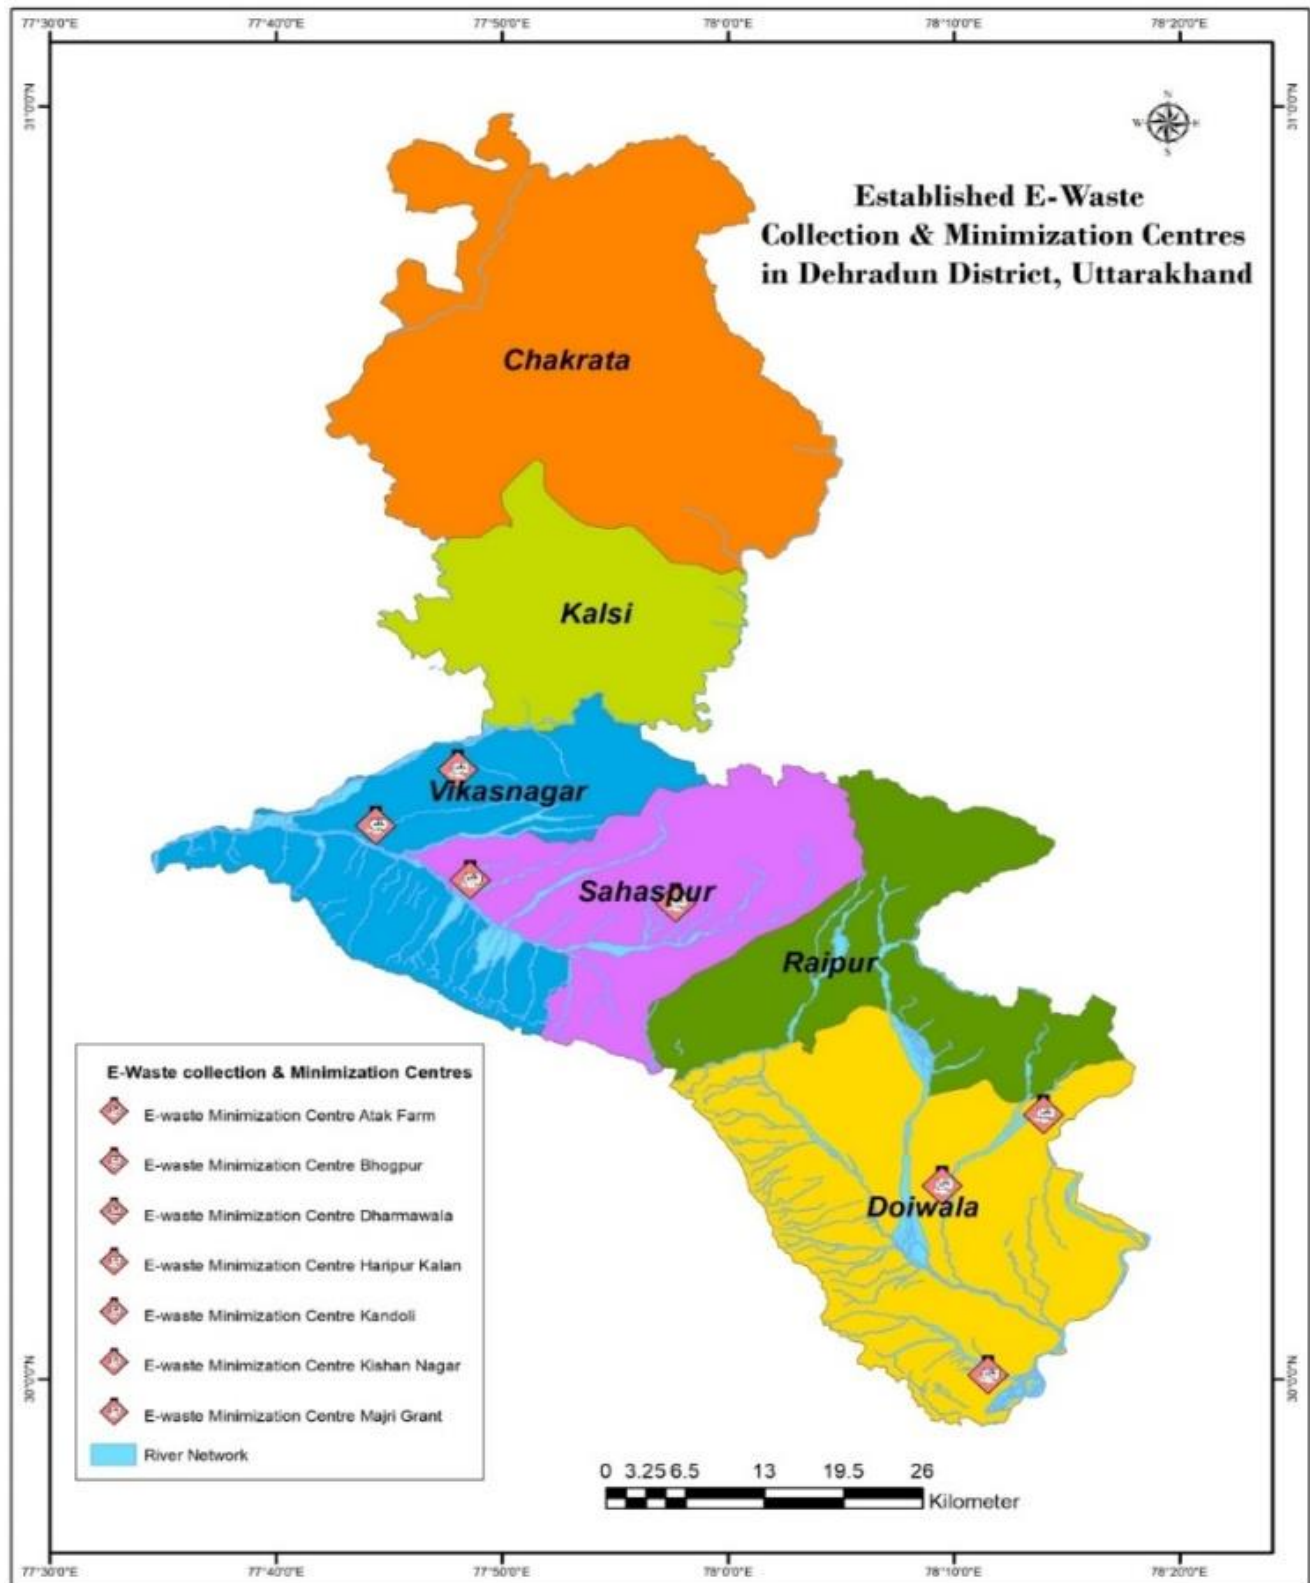 77°30'0"E 77°40'0"E 77°50'0"E 78°0'0"E 78°10'0"E 78°20'0"E
31°0'0"N
31°0'0"N
N
W E
S
Established E-Waste
Collection & Minimization Centres
in Dehradun District, Uttarakhand
Chakrata
Kalsi
Vikasnagar
Sahaspur
Raipur
Doiwala
E-Waste collection & Minimization Centres
E-waste Minimization Centre Atak Farm
E-waste Minimization Centre Bhogpur
E-waste Minimization Centre Dharmawala
E-waste Minimization Centre Haripur Kalan
E-waste Minimization Centre Kandoli
E-waste Minimization Centre Kishan Nagar
E-waste Minimization Centre Majri Grant
River Network
30°0'0"N
30°0'0"N
0 3.25 6.5 13 19.5 26
Kilometer
77°30'0"E 77°40'0"E 77°50'0"E 78°0'0"E 78°10'0"E 78°20'0"E